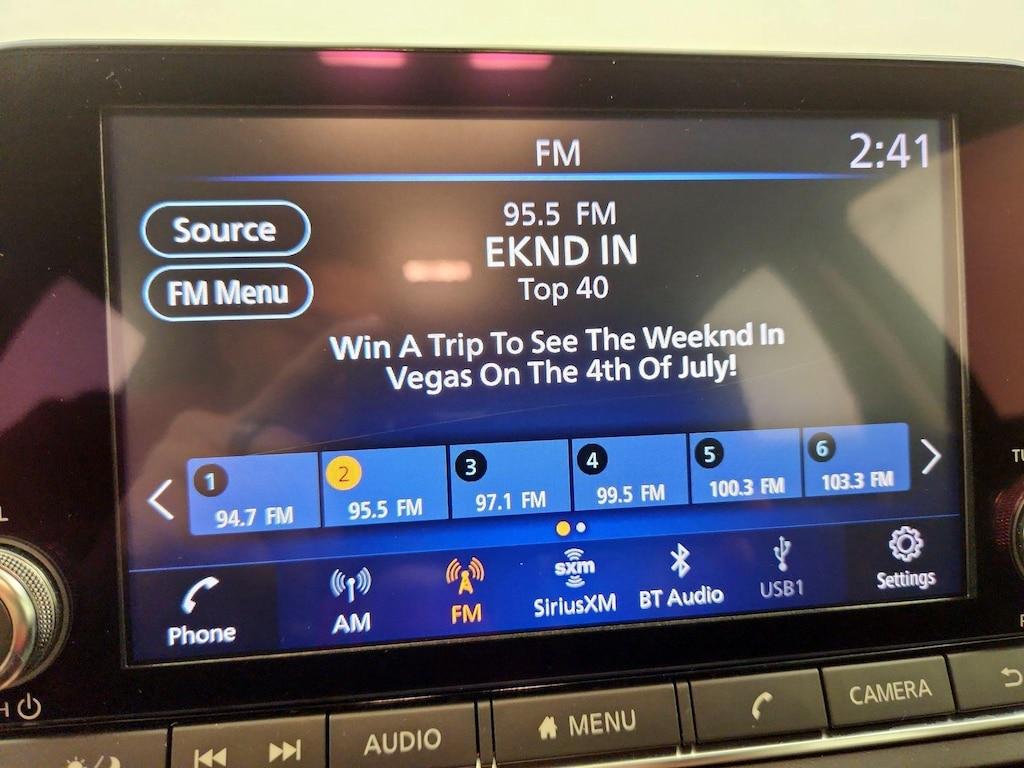 FM
2:41
Source
95.5 FM
EKND IN
FM Menu
Top 40
Win A Trip To See The Weeknd In
Vegas On The 4th Of July!
1
2
3
4
5
6
94.7 FM
95.5 FM
97.1 FM
99.5 FM
100.3 FM
103.3 FM
Phone
AM
FM
sxm
SiriusXM
BT Audio
USB1
Settings
AUDIO
MENU
CAMERA